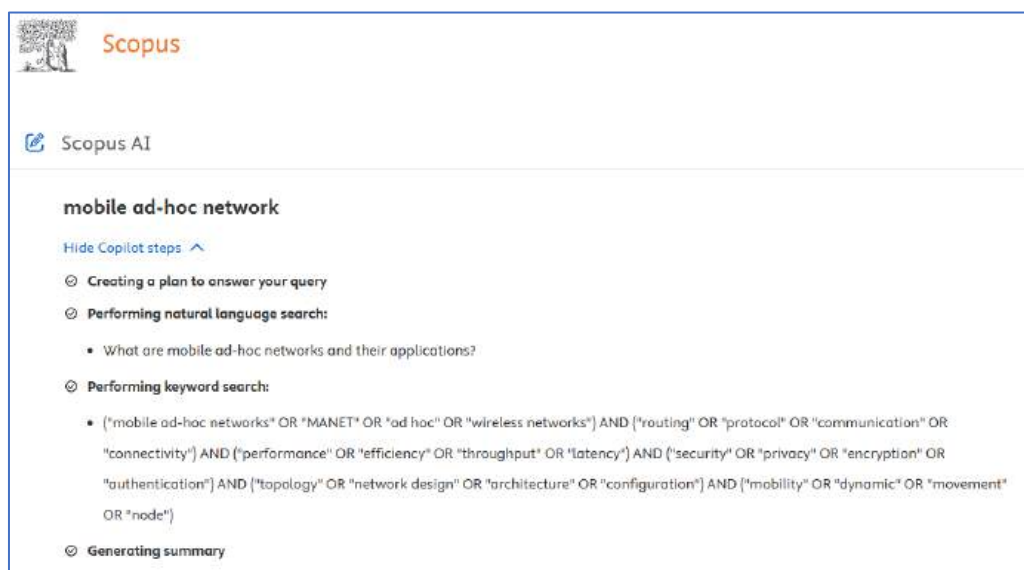 Scopus
Scopus AI
mobile ad-hoc network
Hide Copilot steps
Creating a plan to answer your query
Performing natural language search:
• What are mobile ad-hoc networks and their applications?
Performing keyword search:
• ("mobile ad-hoc networks" OR "MANET" OR "ad hoc" OR "wireless networks") AND ("routing" OR "protocol" OR "communication" OR
"connectivity") AND ("performance" OR "efficiency" OR "throughput" OR "latency") AND ("security" OR "privacy" OR "encryption" OR
"authentication") AND ("topology" OR "network design" OR "architecture" OR "configuration") AND ("mobility" OR "dynamic" OR "movement"
OR "node")
Generating summary